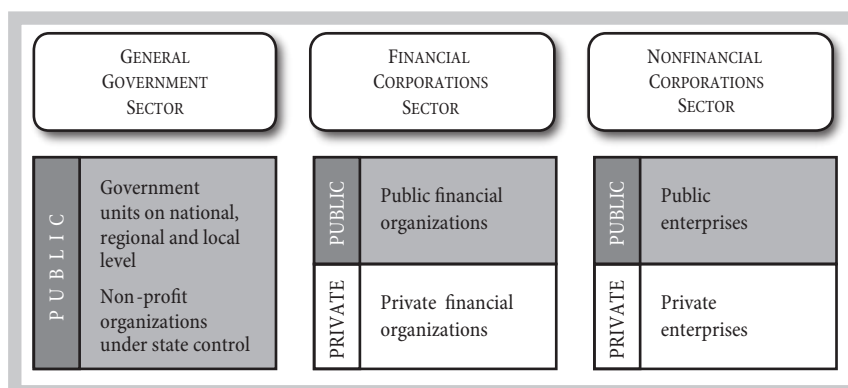 GENERAL
GOVERNMENT
SECTOR
FINANCIAL
CORPORATIONS
SECTOR
NONFINANCIAL
CORPORATIONS
SECTOR
PUBLIC
Government
units on national,
regional and local
level
Non-profit
organizations
under state control
PUBLIC
Public financial
organizations
PRIVATE
Private financial
organizations
PUBLIC
Public
enterprises
PRIVATE
Private
enterprises